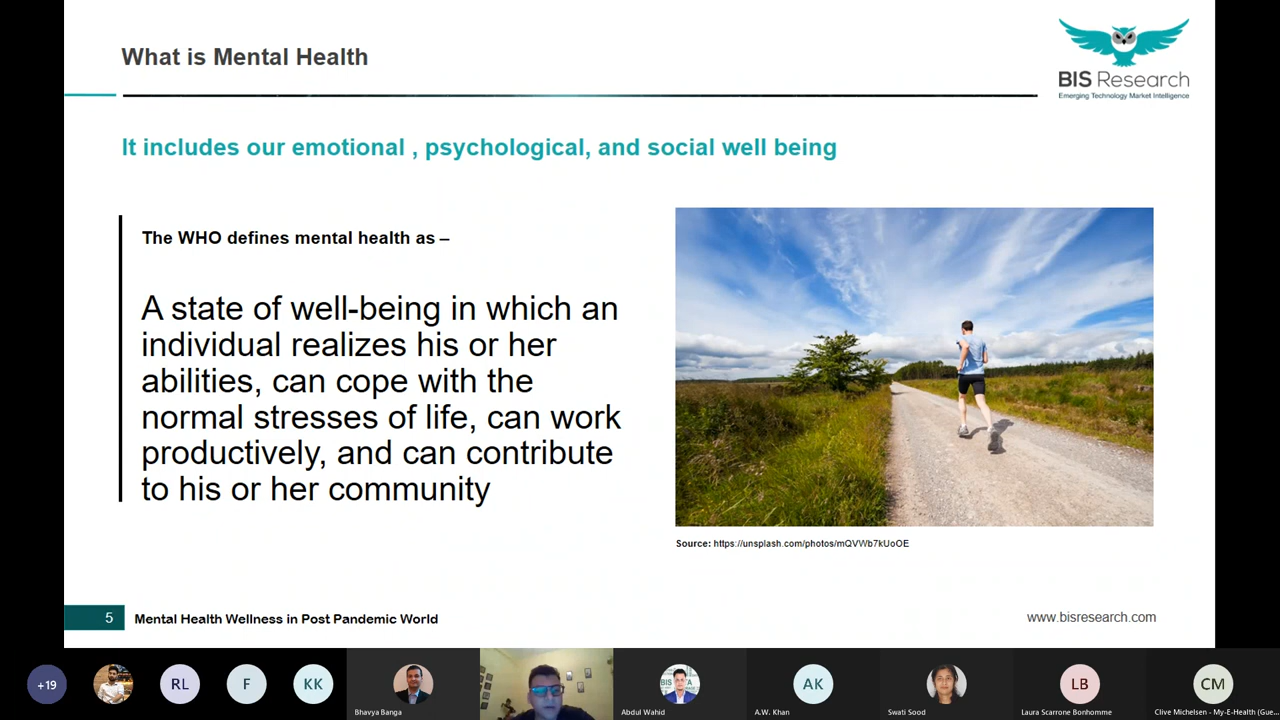 What is Mental Health
BIS Research
Emerging Technology Market Intelligence
It includes our emotional , psychological, and social well being
The WHO defines mental health as –
A state of well-being in which an
individual realizes his or her
abilities, can cope with the
normal stresses of life, can work
productively, and can contribute
to his or her community
Source: https://unsplash.com/photos/mQVWb7kUoOE
5
Mental Health Wellness in Post Pandemic World
www.bisresearch.com
+19
RL
F
KK
AK
LB
CM
Bhavya Banga
Abdul Wahid
A.W. Khan
Swati Sood
Laura Scarrone Bonhomme
Clive Michelsen - My-E-Health (Gue...